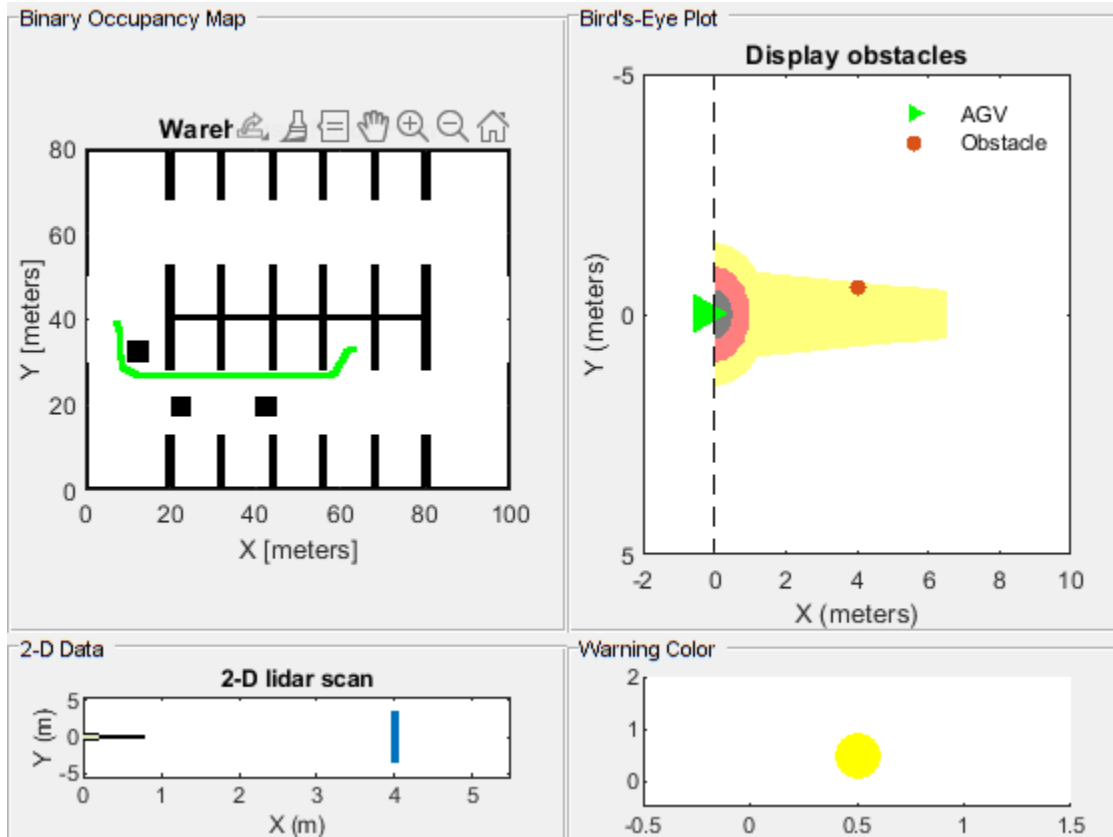 Binary Occupancy Map
Wareh
80
60
40
20
0
0 20 40 60 80 100
Y [meters]
X [meters]
Bird's-Eye Plot
Display obstacles
AGV
Obstacle
-5
0
5
-2 0 2 4 6 8 10
Y (meters)
X (meters)
2-D Data
2-D lidar scan
5
0
-5
0 1 2 3 4 5
Y (m)
X (m)
Warning Color
2
1
0
-0.5 0 0.5 1 1.5